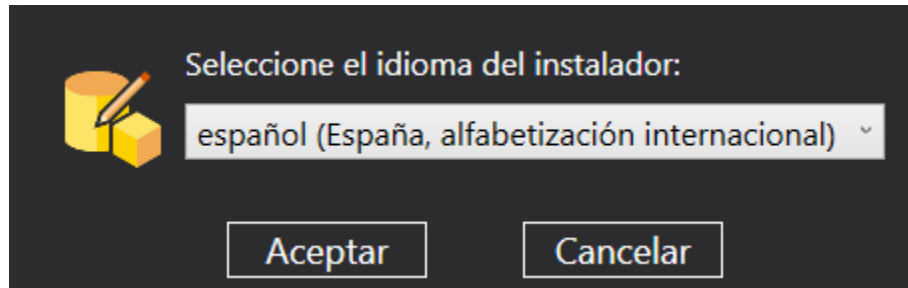 Seleccione el idioma del instalador:
español (España, alfabetización internacional)
Aceptar
Cancelar